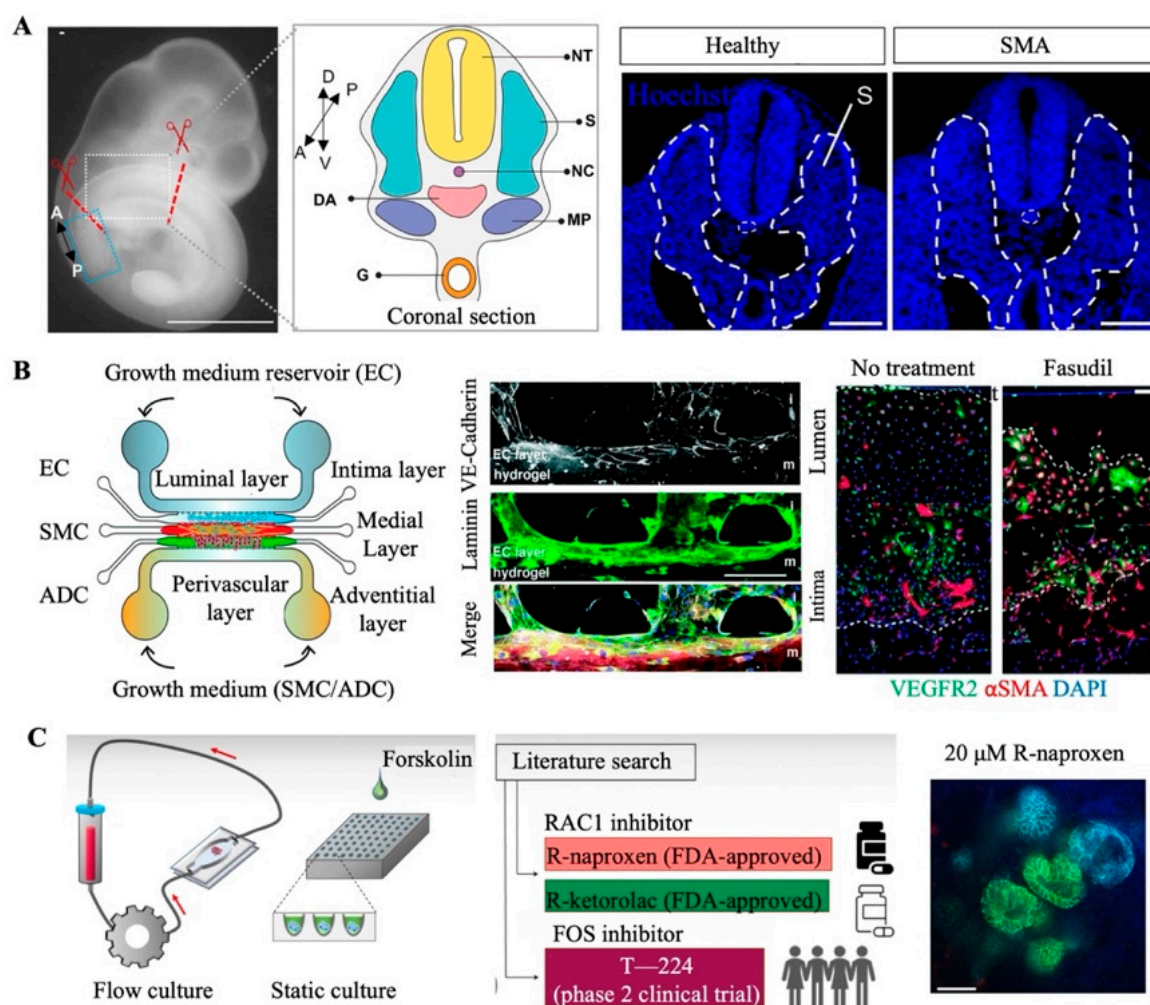 A
A
P
D
P
A
V
NT
S
NC
DA
MP
G
Coronal section
Healthy
SMA
Hoechst
S
B
Growth medium reservoir (EC)
EC
Luminal layer
Intima layer
SMC
Medial
Layer
ADC
Perivascular
layer
Adventitial
layer
Growth medium (SMC/ADC)
VE-Cadherin
i
EC layer
hydrogel
m
Laminin
i
EC layer
hydrogel
m
Merge
i
m
No treatment
Fasudil
t
Lumen
Intima
VEGFR2 αSMA DAPI
C
Forskolin
Flow culture
Static culture
Literature search
RAC1 inhibitor
R-naproxen (FDA-approved)
R-ketorolac (FDA-approved)
FOS inhibitor
T—224
(phase 2 clinical trial)
20 μM R-naproxen